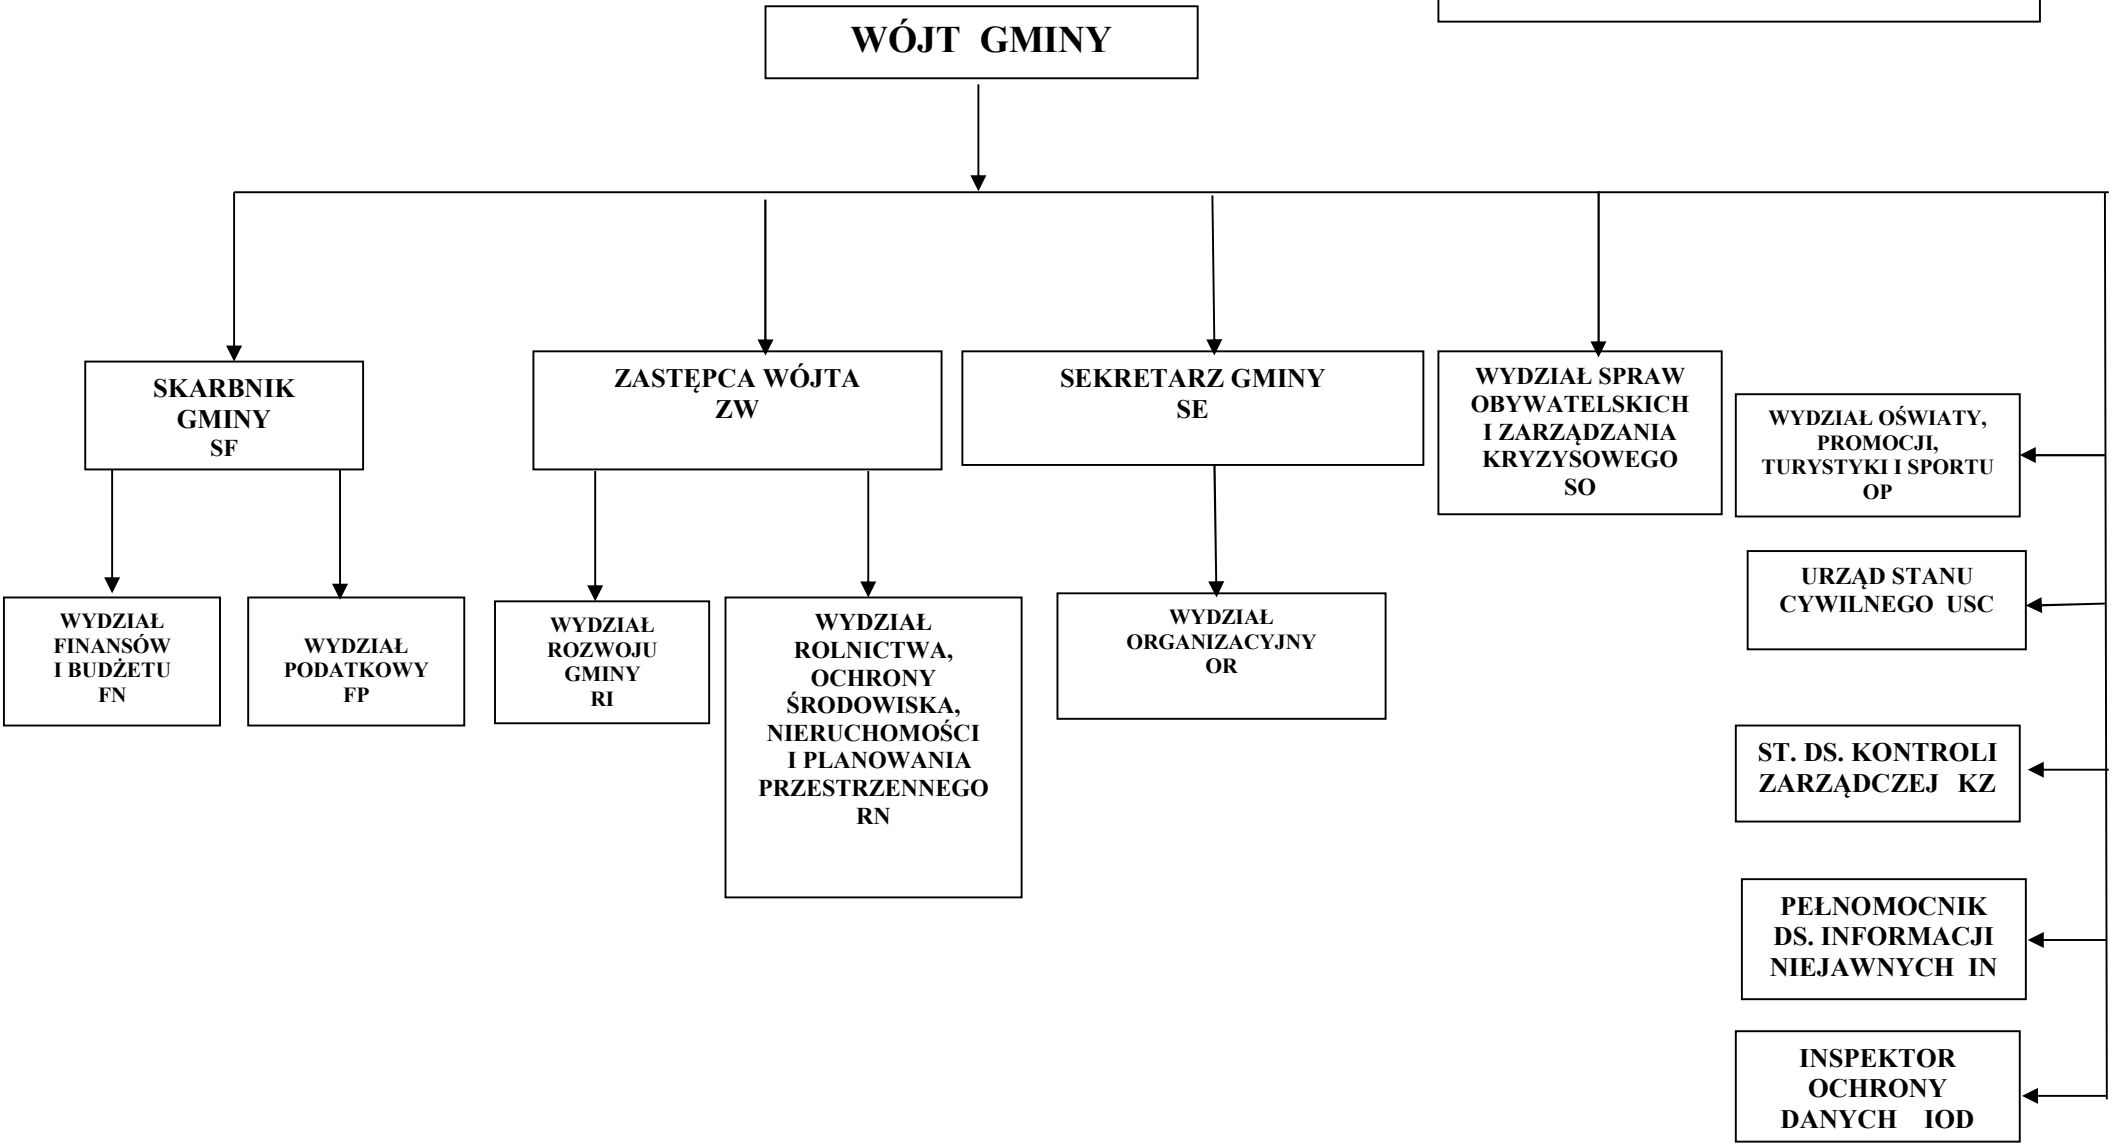 WÓJT GMINY
SKARBNIK
GMINY
SF
ZASTĘPCA WÓJTA
ZW
SEKRETARZ GMINY
SE
WYDZIAŁ SPRAW
OBYWATELSKICH
I ZARZĄDZANIA
KRYZYSOWEGO
SO
WYDZIAŁ OŚWIATY,
PROMOCJI,
TURYSTYKI I SPORTU
OP
URZĄD STANU
CYWILNEGO USC
WYDZIAŁ
FINANSÓW
I BUDŻETU
FN
WYDZIAŁ
PODATKOWY
FP
WYDZIAŁ
ROZWOJU
GMINY
RI
WYDZIAŁ
ROLNICTWA,
OCHRONY
ŚRODOWISKA,
NIERUCHOMOŚCI
I PLANOWANIA
PRZESTRZENNEGO
RN
WYDZIAŁ
ORGANIZACYJNY
OR
ST. DS. KONTROLI
ZARZĄDCZEJ KZ
PEŁNOMOCNIK
DS. INFORMACJI
NIEJAWNYCH IN
INSPEKTOR
OCHRONY
DANYCH IOD